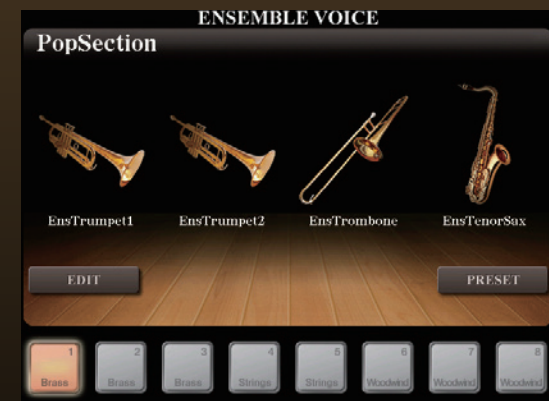 ENSEMBLE VOICE
PopSection
EnsTrumpet1 EnsTrumpet2 EnsTrombone EnsTenorSax
EDIT PRESET
1 2 3 4 5 6 7 8
Brass Brass Brass Strings Strings Woodwind Woodwind Woodwind